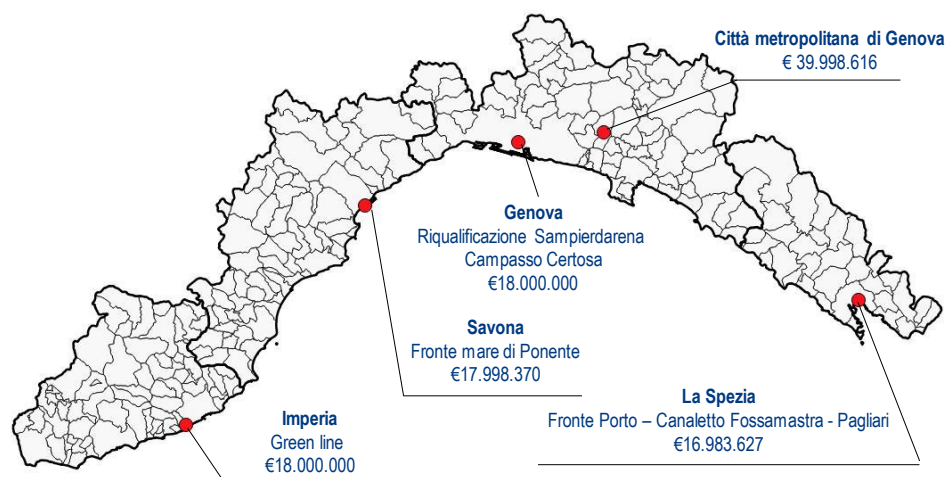 Città metropolitana di Genova
€ 39.998.616
Genova
Riqualificazione Sampierdarena
Campasso Certosa
€18.000.000
Savona
Fronte mare di Ponente
€17.998.370
La Spezia
Fronte Porto – Canaletto Fossamastra - Pagliari
€16.983.627
Imperia
Green line
€18.000.000